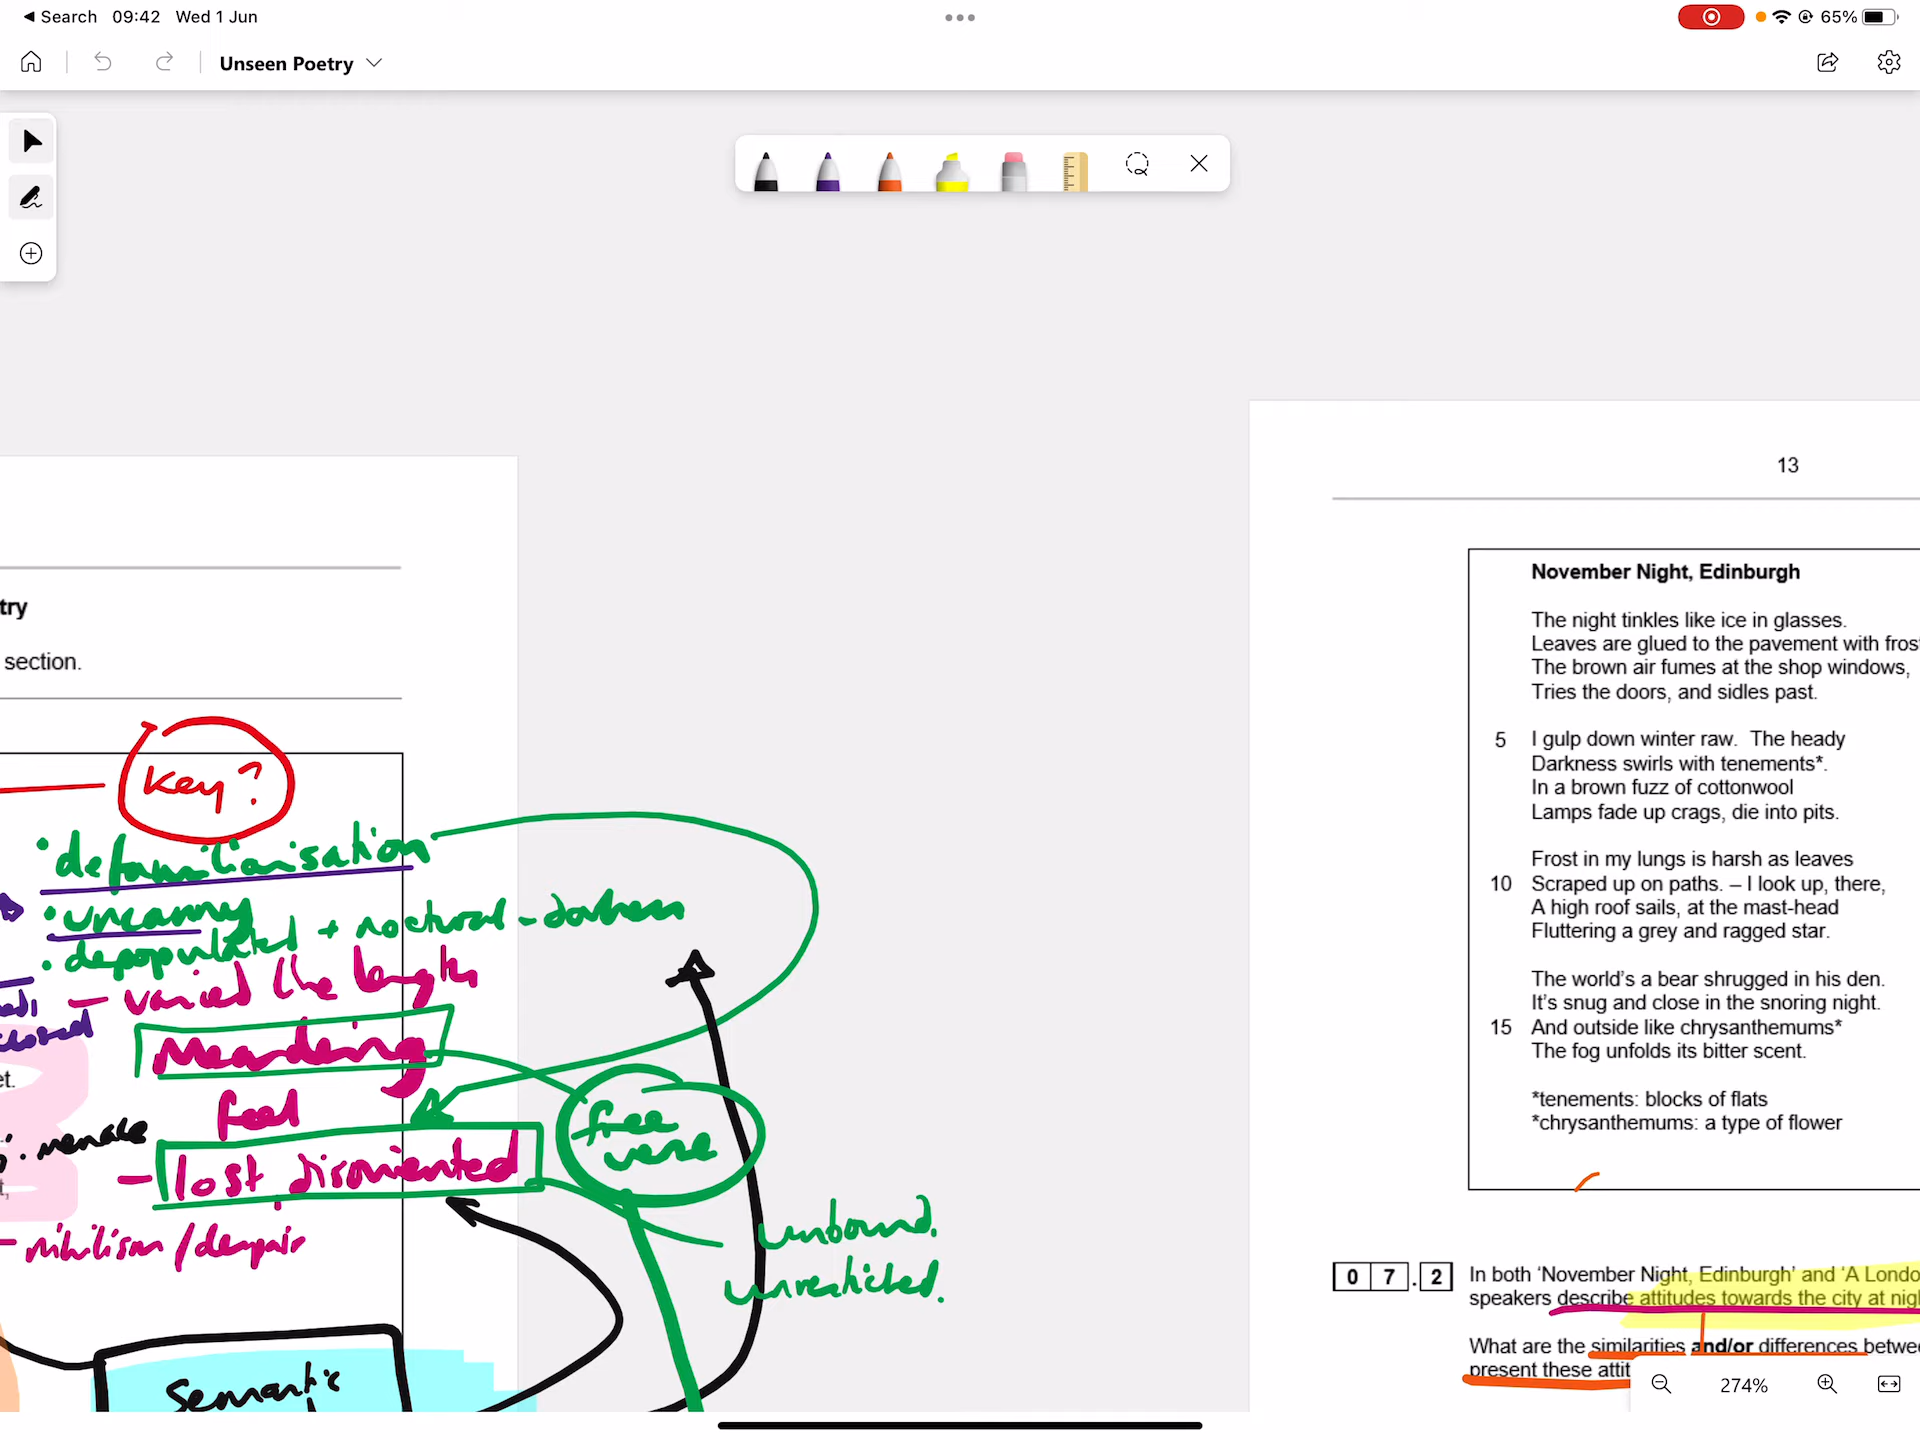 Search 09:42 Wed 1 Jun
65%
Unseen Poetry
try
section.
Key?
• defamiliarisation
• uncanny
• depopulated + noctural - darkness
- varied the length
closed
Meandering
feel
et.
menace
- lost disoriented
t,
- nihilism / despair
free
verse
unbound.
unrestricted.
Semantic
13
November Night, Edinburgh
The night tinkles like ice in glasses.
Leaves are glued to the pavement with fros
The brown air fumes at the shop windows,
Tries the doors, and sidles past.
5 I gulp down winter raw. The heady
Darkness swirls with tenements*.
In a brown fuzz of cottonwool
Lamps fade up crags, die into pits.
Frost in my lungs is harsh as leaves
10 Scraped up on paths. – I look up, there,
A high roof sails, at the mast-head
Fluttering a grey and ragged star.
The world's a bear shrugged in his den.
It's snug and close in the snoring night.
15 And outside like chrysanthemums*
The fog unfolds its bitter scent.
*tenements: blocks of flats
*chrysanthemums: a type of flower
0 7 . 2 In both 'November Night, Edinburgh' and 'A Londo
speakers describe attitudes towards the city at nig
What are the similarities and/or differences betwee
present these attit
274%